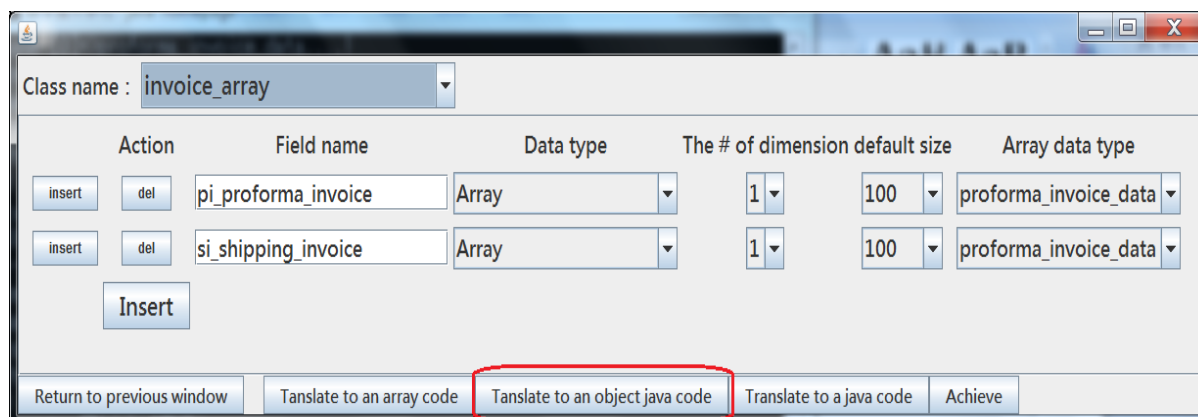 Class name : invoice_array
Action Field name Data type The # of dimension default size Array data type
insert del pi_proforma_invoice Array 1 100 proforma_invoice_data
insert del si_shipping_invoice Array 1 100 proforma_invoice_data
Insert
Return to previous window Tanslate to an array code Tanslate to an object java code Translate to a java code Achieve